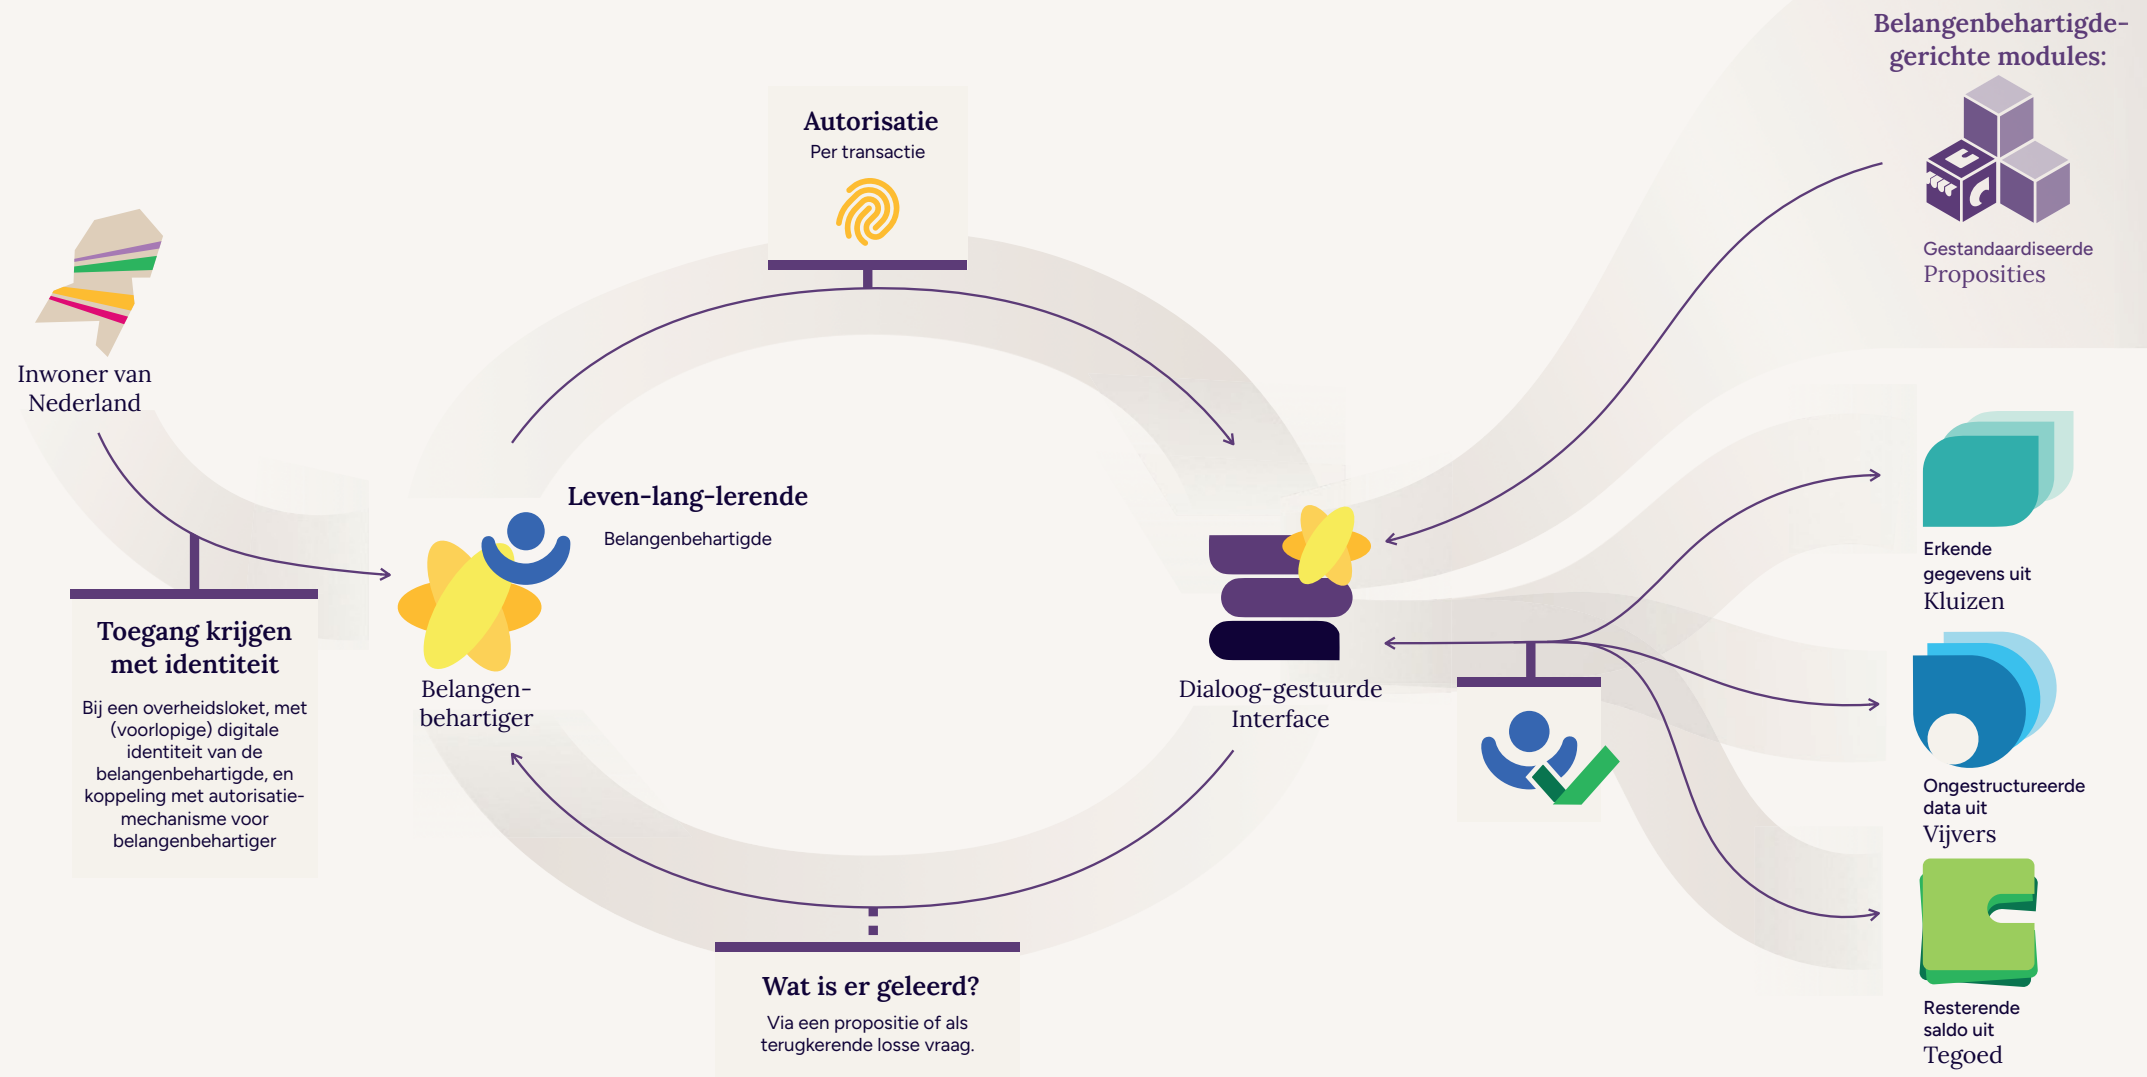 Belangenbehartigde-
gerichte modules:
Gestandaardiseerde
Proposities
Autorisatie
Per transactie
Inwoner van
Nederland
Toegang krijgen
met identiteit
Bij een overheidsloket, met
(voorlopige) digitale
identiteit van de
belangenbehartigde, en
koppeling met autorisatie-
mechanisme voor
belangenbehartiger
Leven-lang-lerende
Belangenbehartigde
Belangen-
behartiger
Dialoog-gestuurde
Interface
Wat is er geleerd?
Via een propositie of als
terugkerende losse vraag.
Erkende
gegevens uit
Kluizen
Ongestructureerde
data uit
Vijvers
Resterende
saldo uit
Tegoed